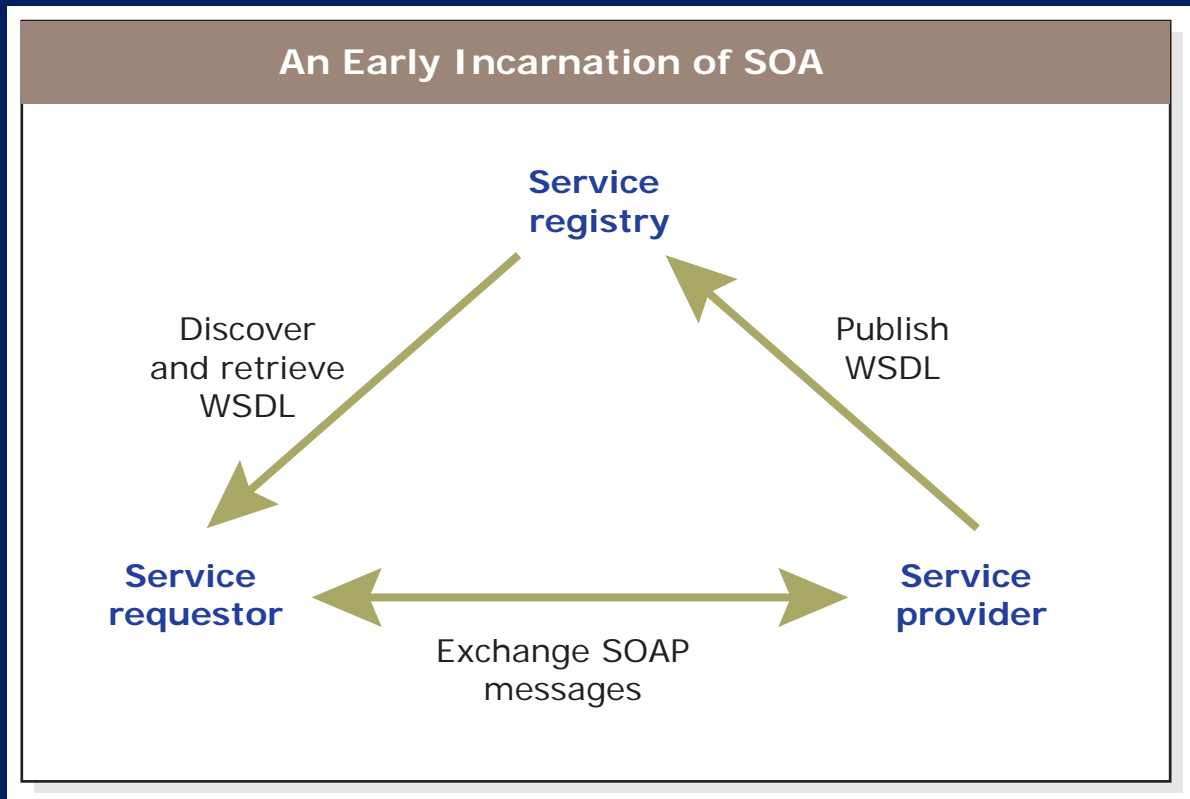 An Early Incarnation of SOA
Service
registry
Discover
and retrieve
WSDL
Publish
WSDL
Service
requestor
Service
provider
Exchange SOAP
messages